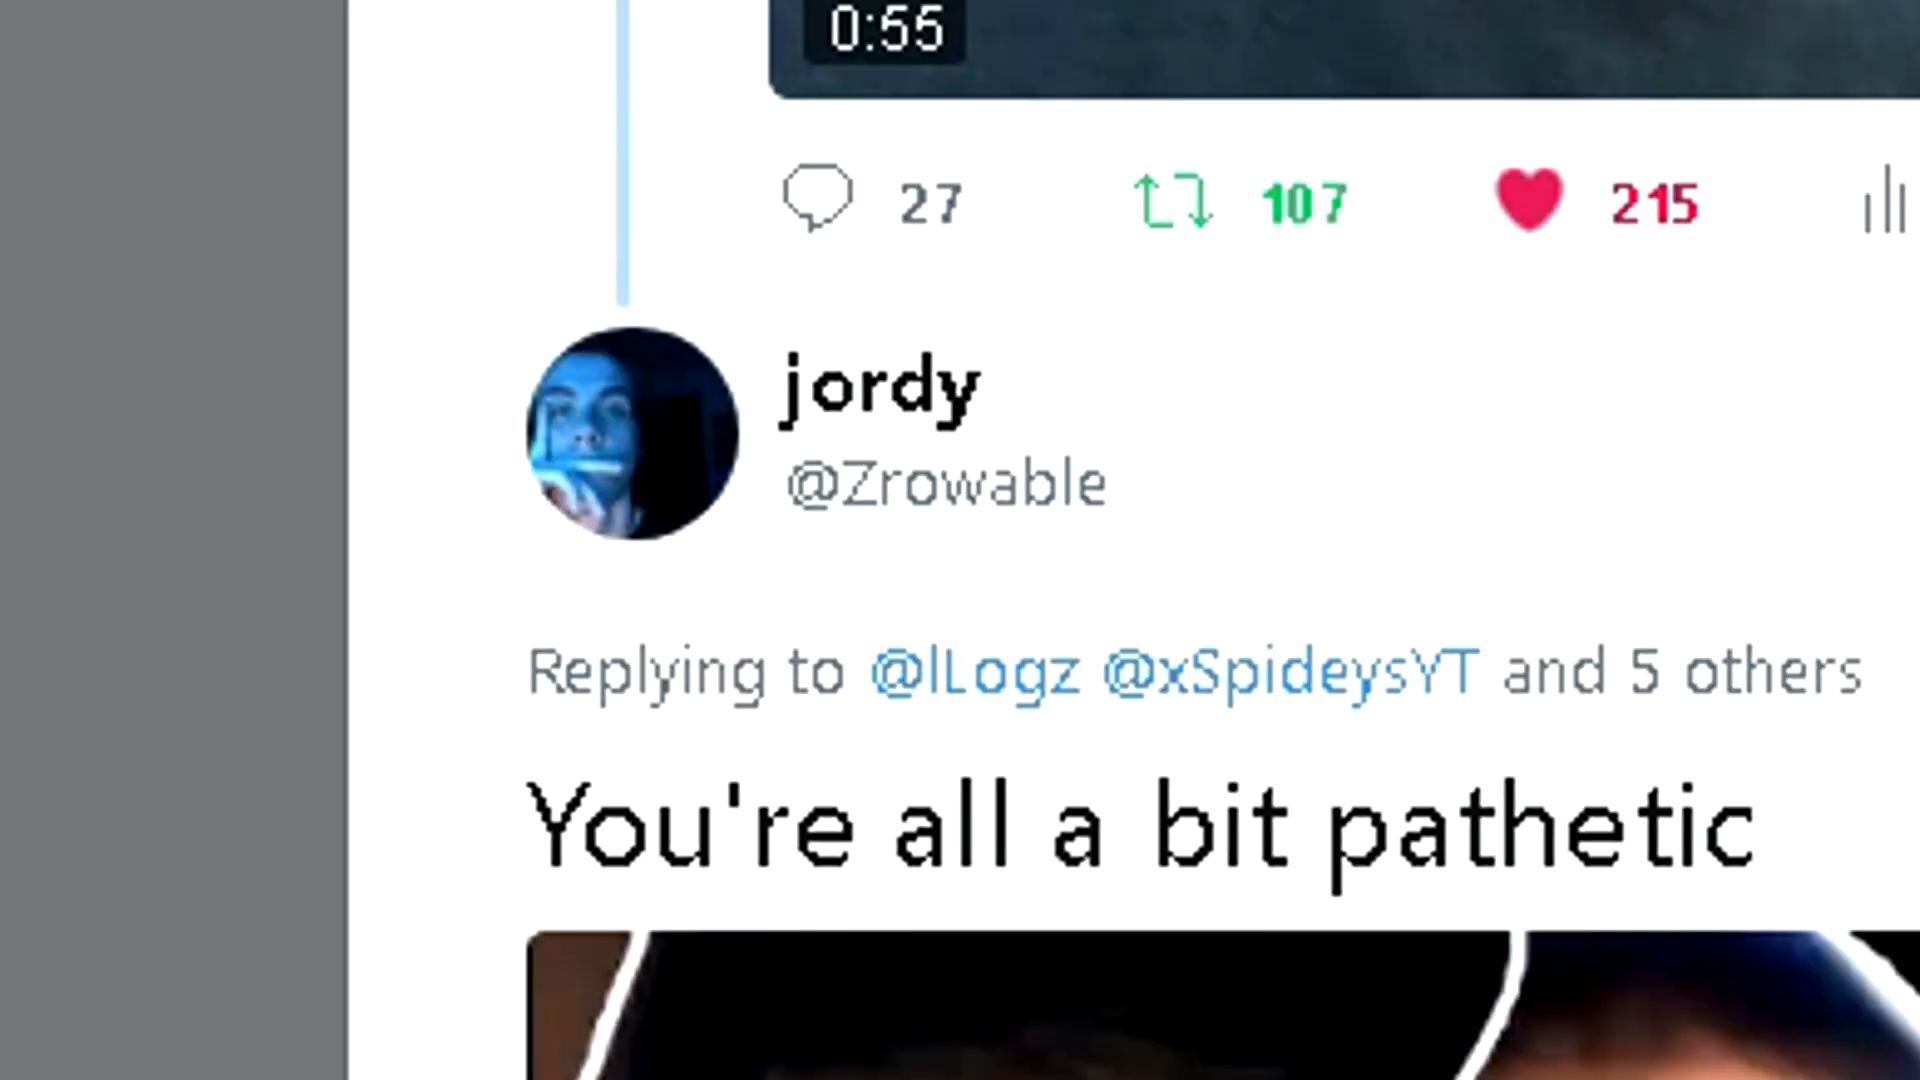 0:55
27 107 215
jordy
@Zrowable
Replying to @lLogz @xSpideysYT and 5 others
You're all a bit pathetic